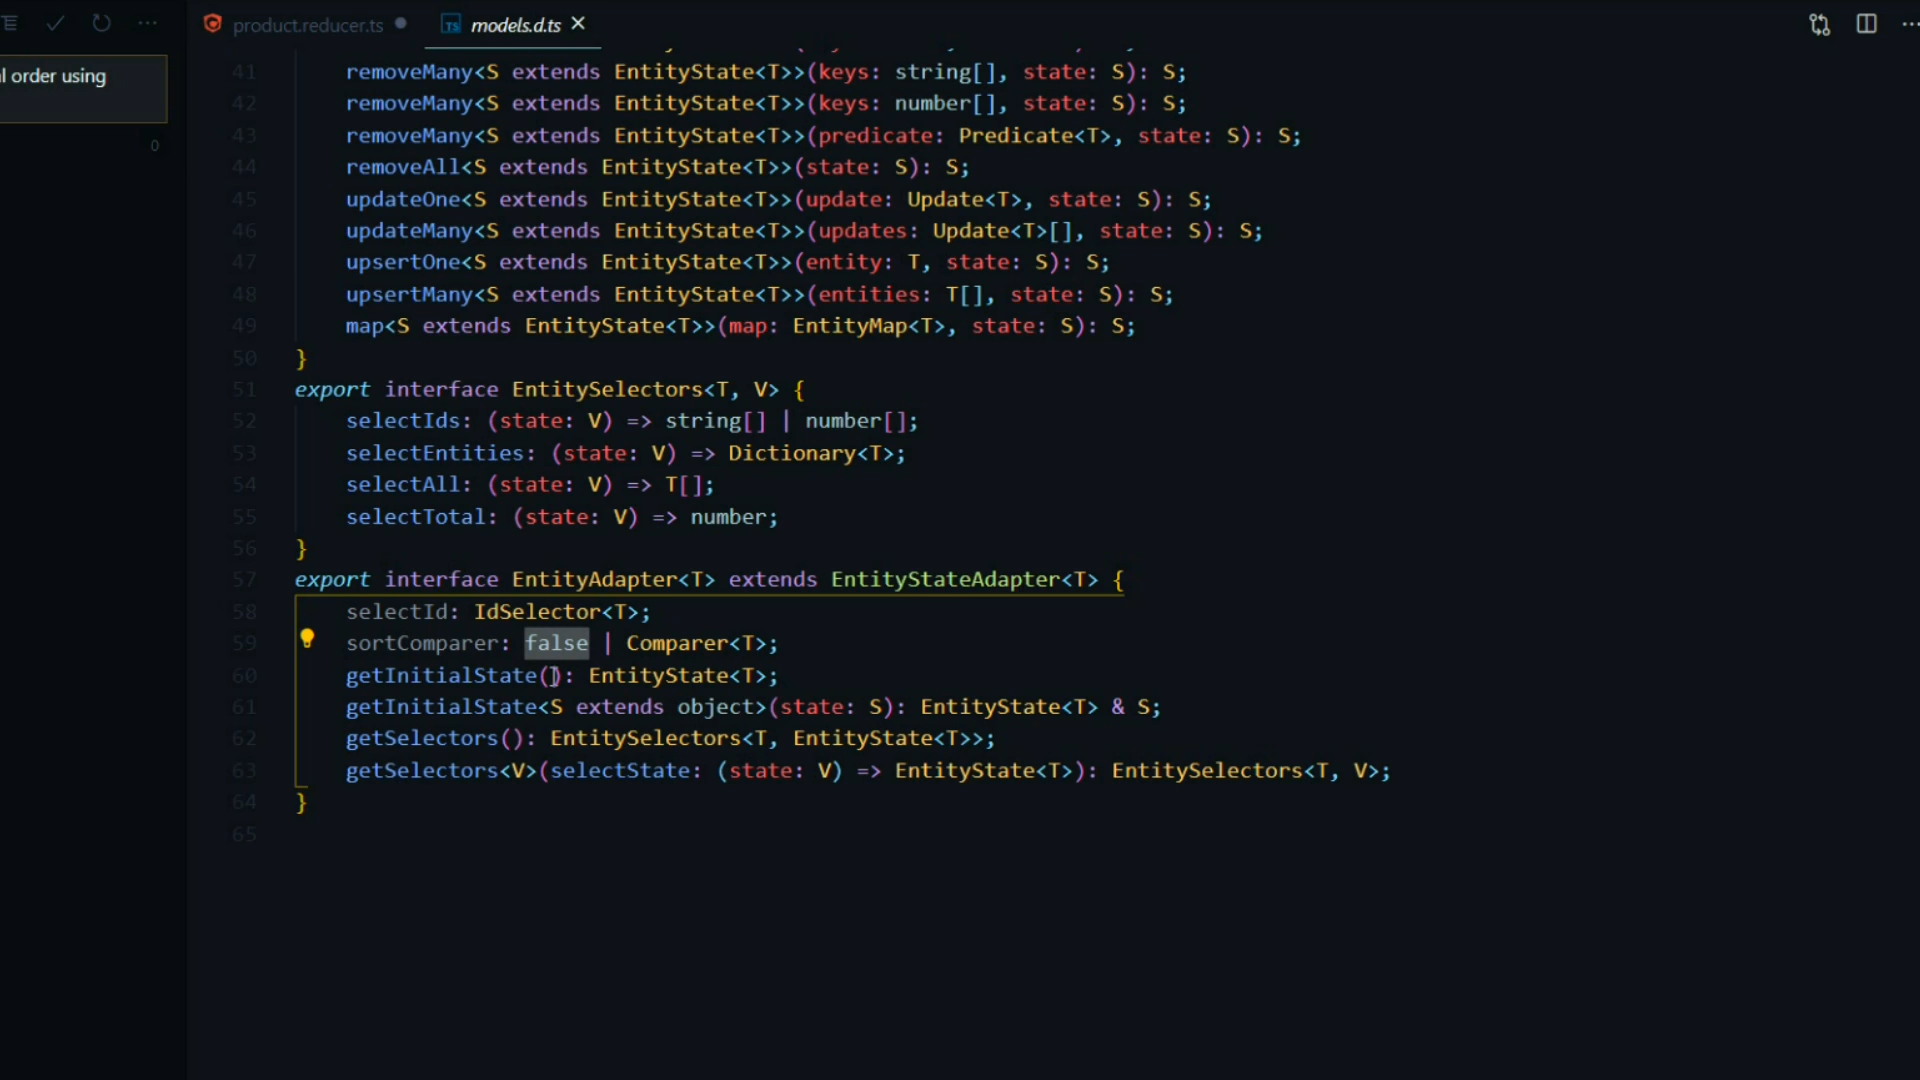 product.reducer.ts
TS models.d.ts
l order using
0
41 removeMany<S extends EntityState<T>>(keys: string[], state: S): S;
42 removeMany<S extends EntityState<T>>(keys: number[], state: S): S;
43 removeMany<S extends EntityState<T>>(predicate: Predicate<T>, state: S): S;
44 removeAll<S extends EntityState<T>>(state: S): S;
45 updateOne<S extends EntityState<T>>(update: Update<T>, state: S): S;
46 updateMany<S extends EntityState<T>>(updates: Update<T>[], state: S): S;
47 upsertOne<S extends EntityState<T>>(entity: T, state: S): S;
48 upsertMany<S extends EntityState<T>>(entities: T[], state: S): S;
49 map<S extends EntityState<T>>(map: EntityMap<T>, state: S): S;
50 }
51 export interface EntitySelectors<T, V> {
52 selectIds: (state: V) => string[] | number[];
53 selectEntities: (state: V) => Dictionary<T>;
54 selectAll: (state: V) => T[];
55 selectTotal: (state: V) => number;
56 }
57 export interface EntityAdapter<T> extends EntityStateAdapter<T> {
58 selectId: IdSelector<T>;
59 sortComparer: false | Comparer<T>;
60 getInitialState(): EntityState<T>;
61 getInitialState<S extends object>(state: S): EntityState<T> & S;
62 getSelectors(): EntitySelectors<T, EntityState<T>>;
63 getSelectors<V>(selectState: (state: V) => EntityState<T>): EntitySelectors<T, V>;
64 }
65